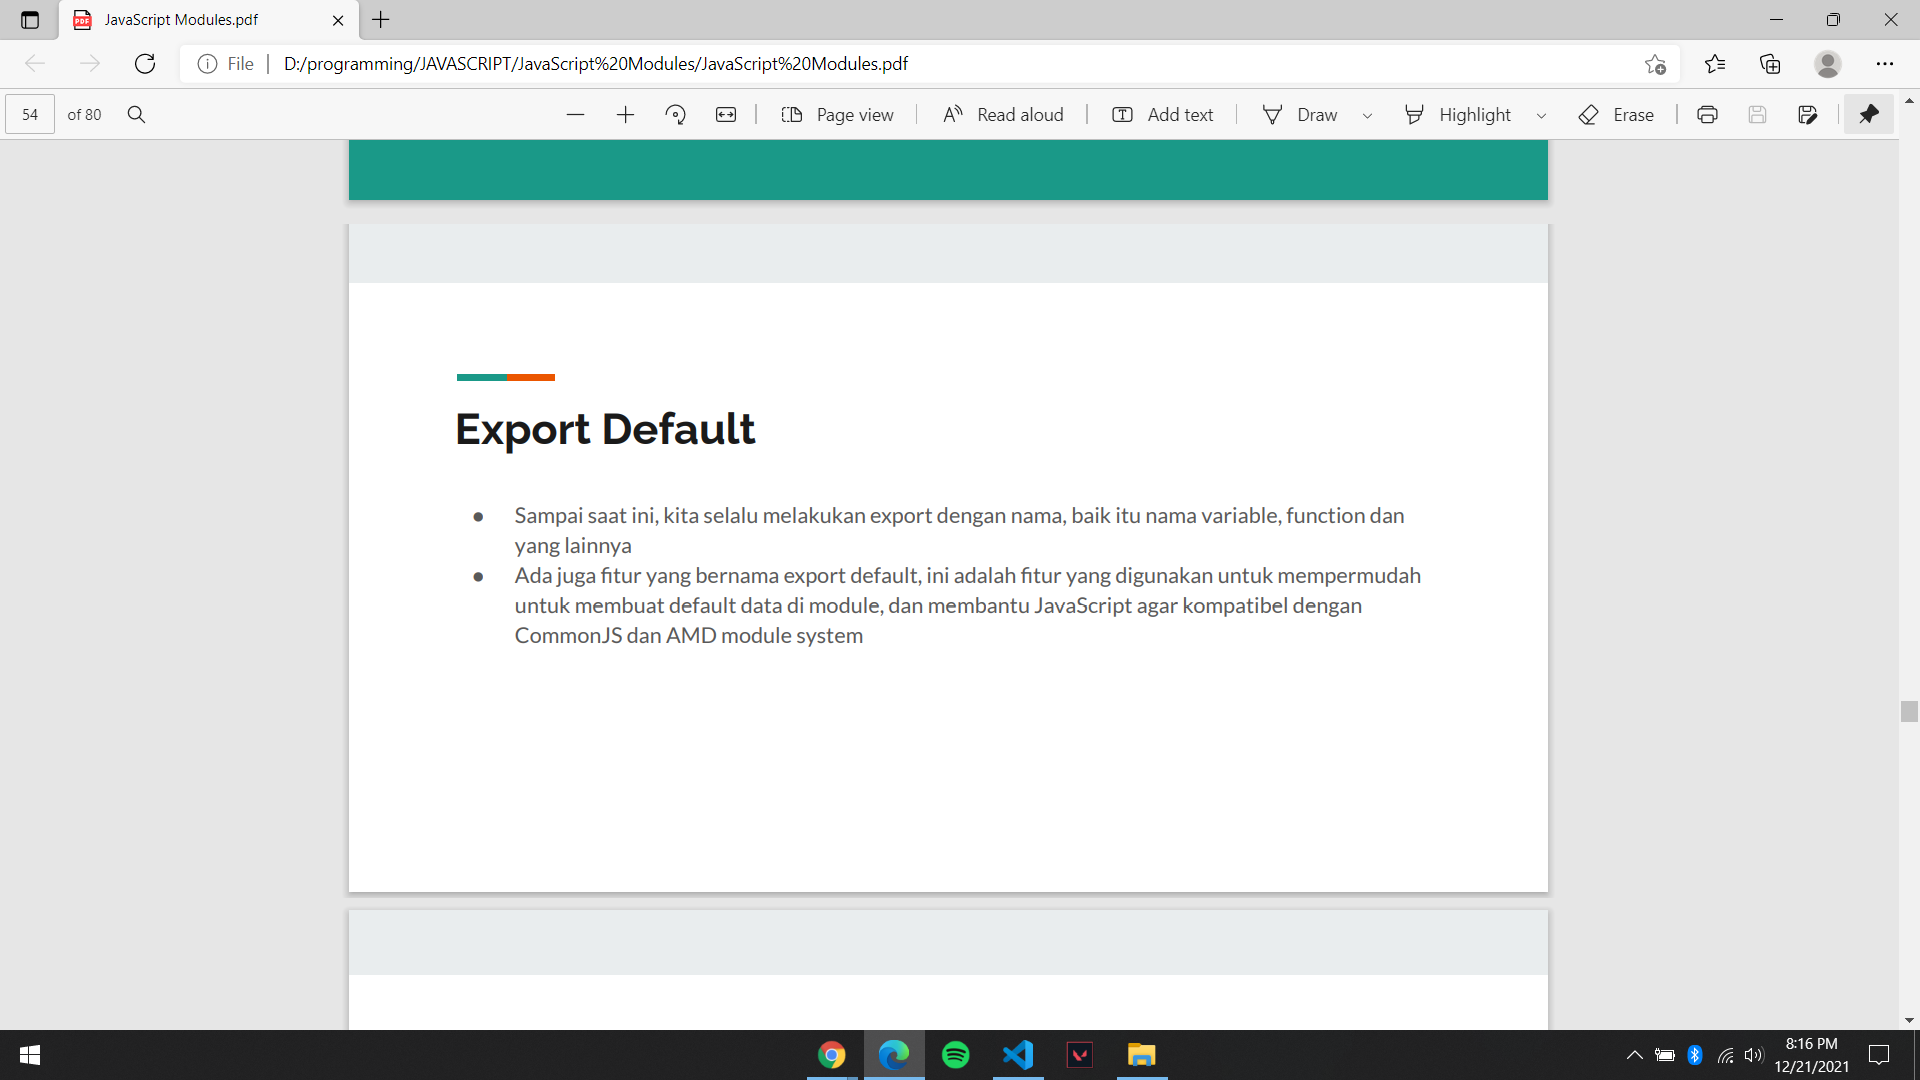 JavaScript Modules.pdf
File D:/programming/JAVASCRIPT/JavaScript%20Modules/JavaScript%20Modules.pdf
54 of 80 Page view Read aloud Add text Draw Highlight Erase
Export Default
● Sampai saat ini, kita selalu melakukan export dengan nama, baik itu nama variable, function dan
yang lainnya
● Ada juga fitur yang bernama export default, ini adalah fitur yang digunakan untuk mempermudah
untuk membuat default data di module, dan membantu JavaScript agar kompatibel dengan
CommonJS dan AMD module system
8:16 PM
12/21/2021